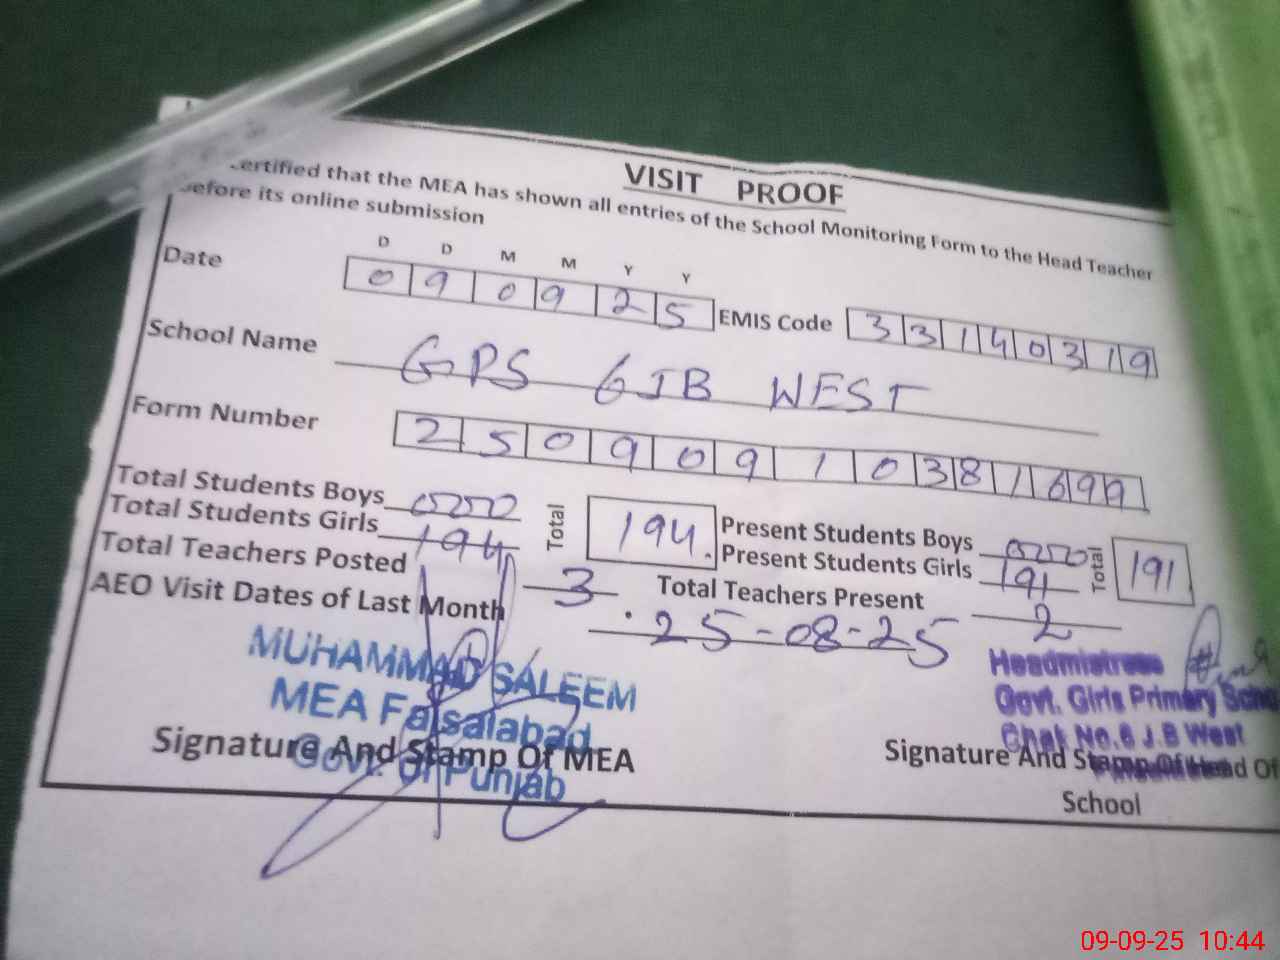 VISIT PROOF
ertified that the MEA has shown all entries of the School Monitoring Form to the Head Teacher
before its online submission
D D M M Y Y
Date 0 9 0 9 2 5 EMIS Code 3 3 1 4 0 3 1 9
School Name GPS 6JB WEST
Form Number 2 5 0 9 0 9 1 0 3 8 1 6 9 9
Total Students Boys
Total Students Girls 194 Total 194.
Present Students Boys
Present Students Girls 191 Total 191
Total Teachers Posted 3 Total Teachers Present 2
AEO Visit Dates of Last Month 25-08-25
MUHAMMAD SALEEM
MEA Faisalabad
Govt. of Punjab
Signature And Stamp Of MEA
Headmistress
Govt. Girls Primary Schoo
Chak No.6 J.B West
Signature And Stamp Of Head Of
School
09-09-25 10:44